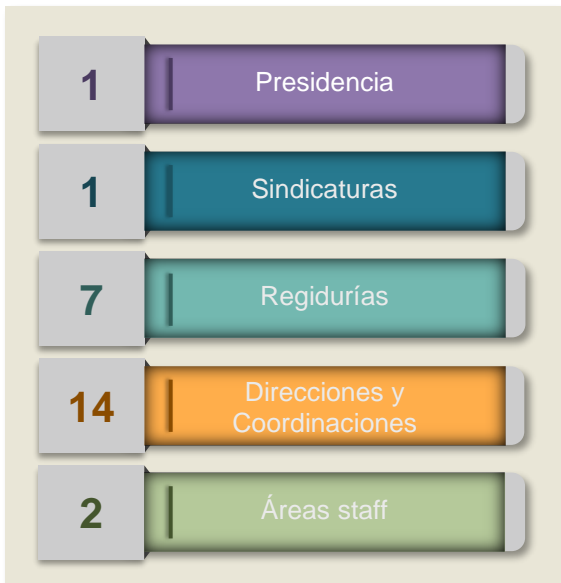 1
Presidencia
1
Sindicaturas
7
Regidurías
14
Direcciones y
Coordinaciones
2
Áreas staff